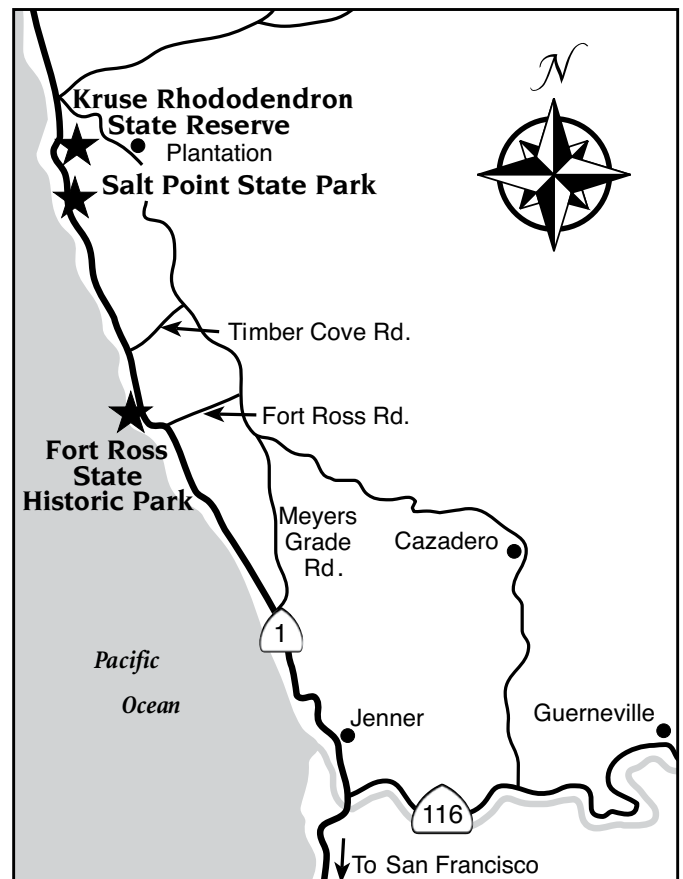 N
Kruse Rhododendron
State Reserve
Plantation
Salt Point State Park
Timber Cove Rd.
Fort Ross Rd.
Fort Ross
State
Historic Park
Meyers
Grade
Rd.
Cazadero
1
Pacific
Ocean
Jenner
Guerneville
116
To San Francisco